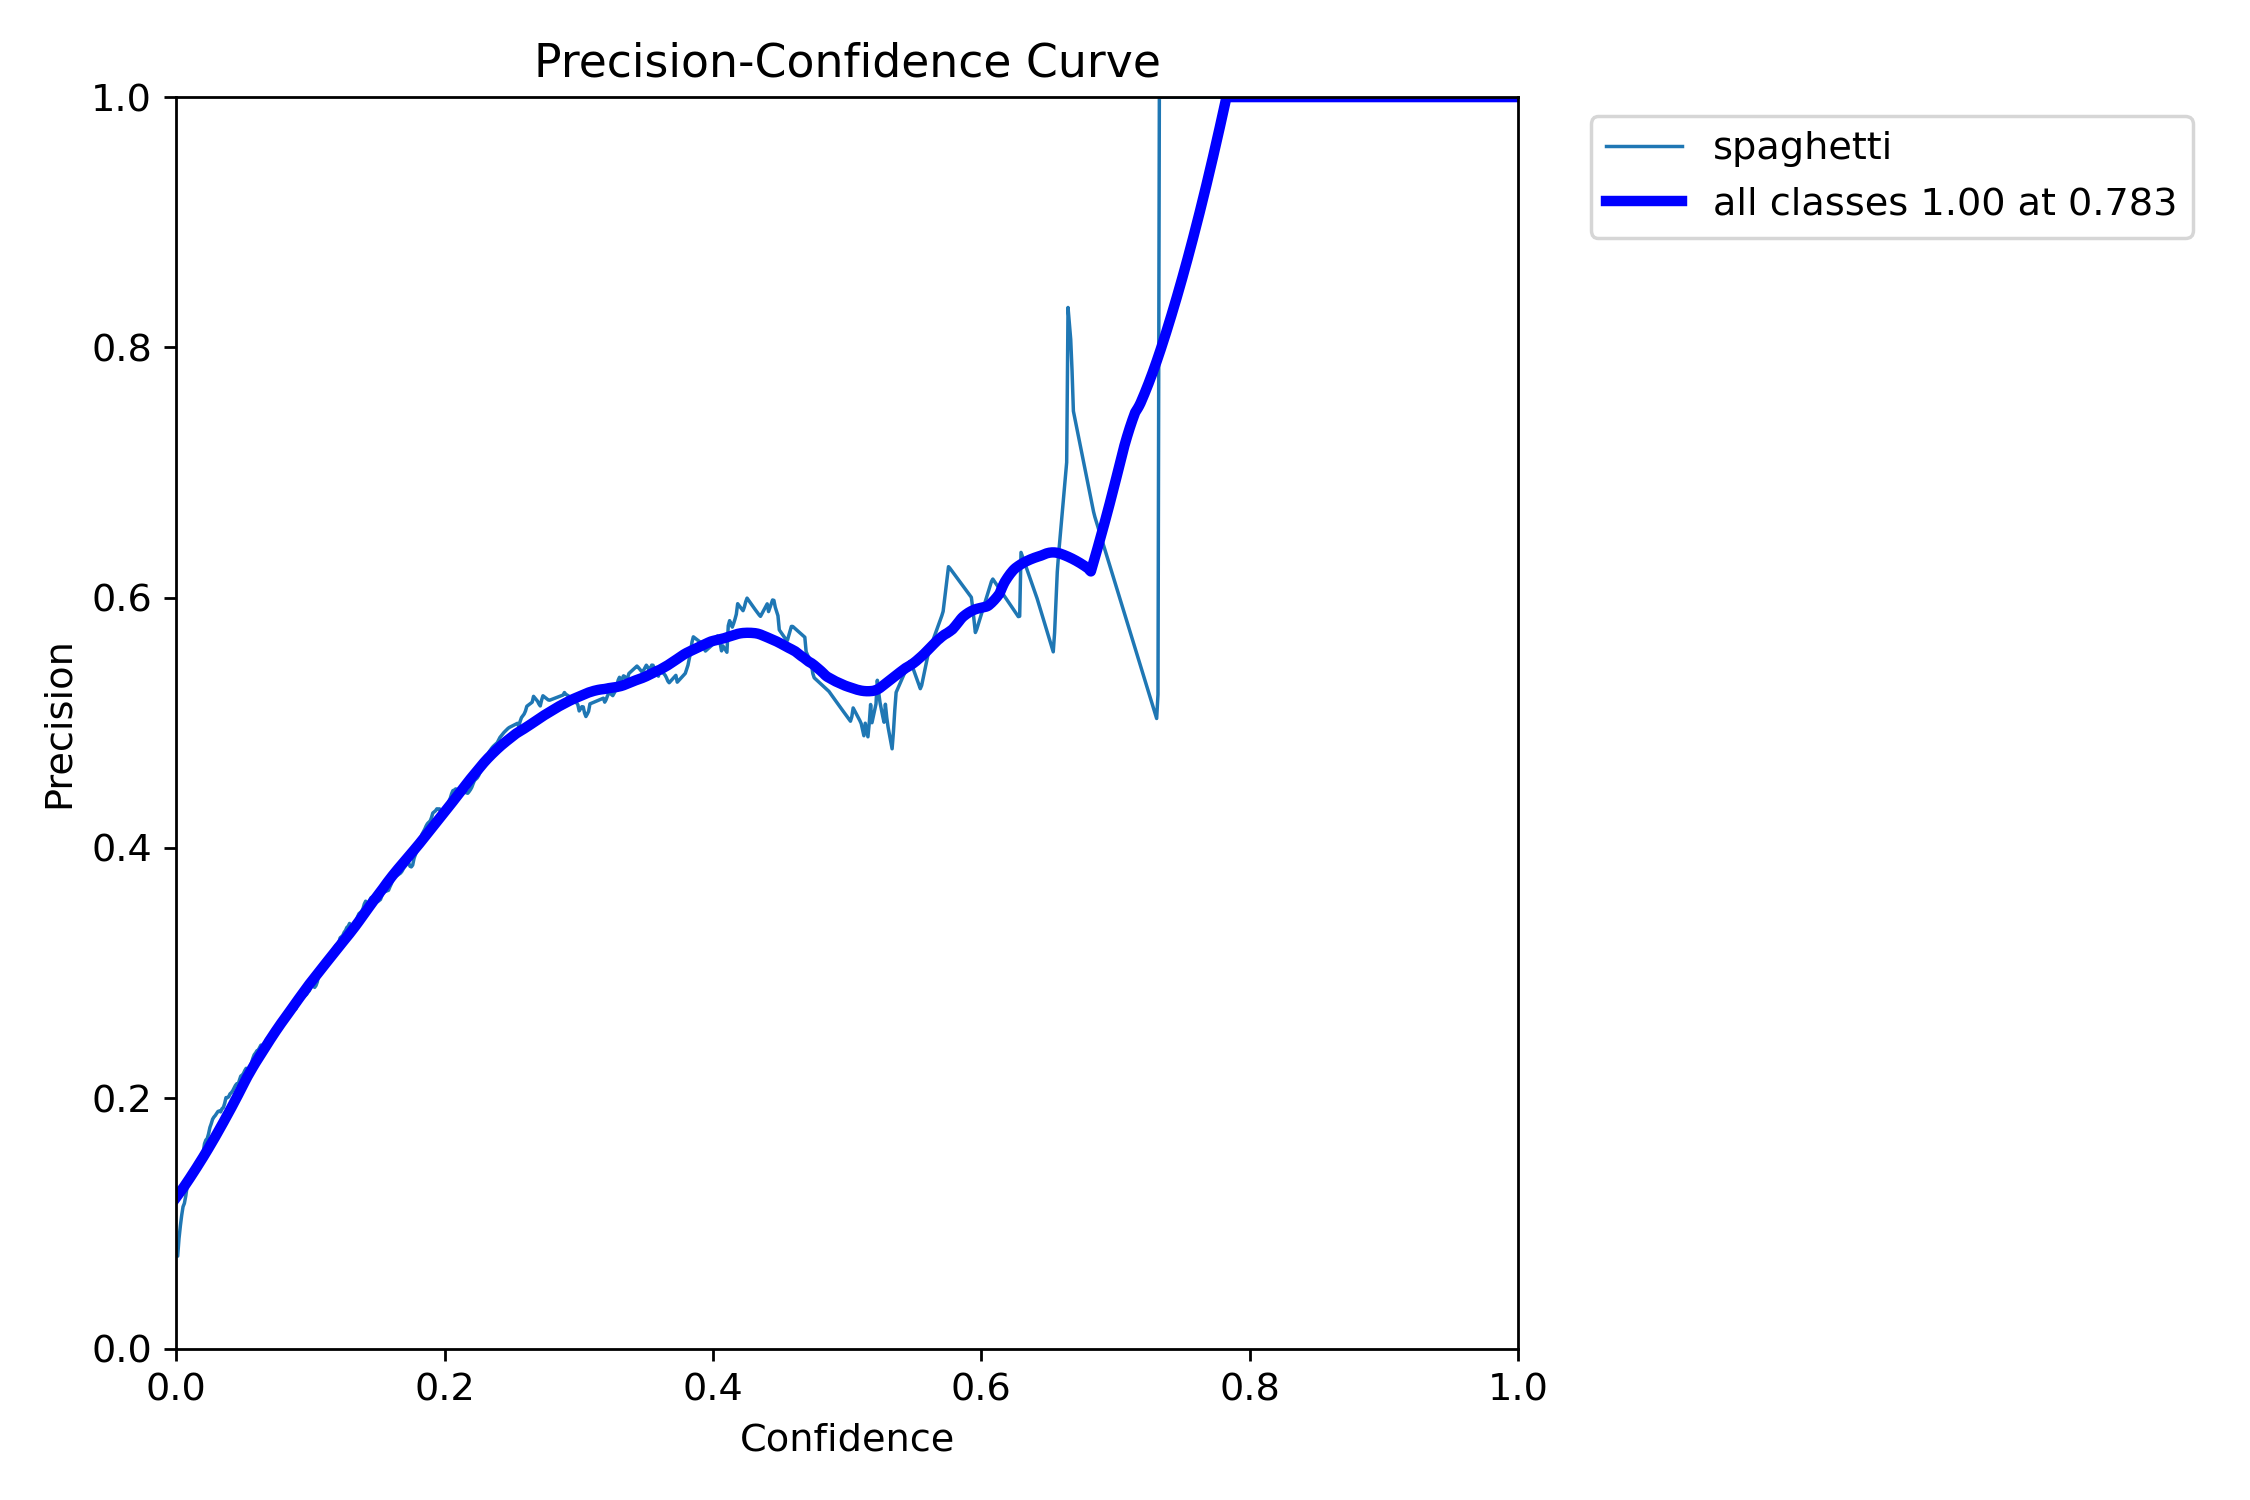 Precision-Confidence Curve
1.0
0.8
0.6
0.4
0.2
0.0
Precision
0.0 0.2 0.4 0.6 0.8 1.0
Confidence
spaghetti
all classes 1.00 at 0.783